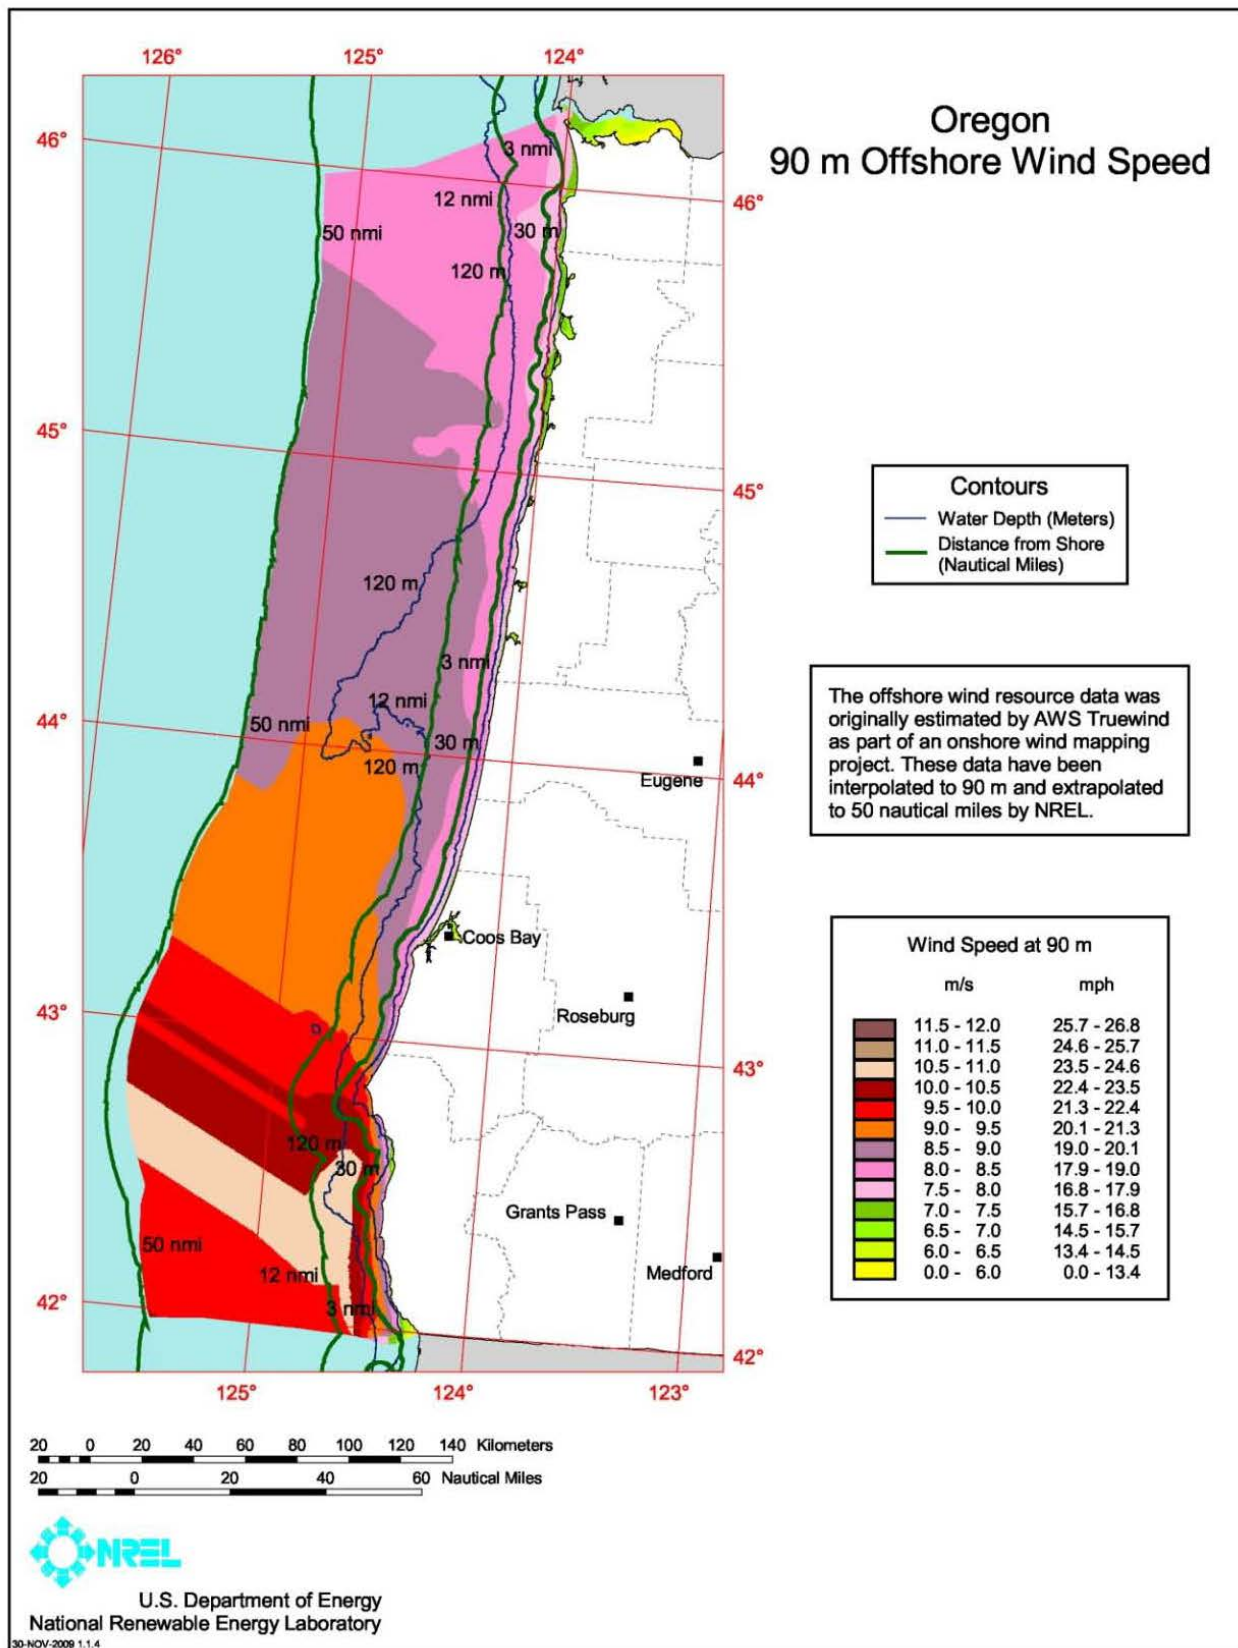 126°
125°
124°
Oregon
90 m Offshore Wind Speed
46°
3 nmi
12 nmi
46°
50 nmi
30 m
120 m
45°
45°
Contours
Water Depth (Meters)
Distance from Shore
(Nautical Miles)
120 m
3 nmi
12 nmi
44°
50 nmi
30 m
120 m
44°
Eugene
The offshore wind resource data was
originally estimated by AWS Truewind
as part of an onshore wind mapping
project. These data have been
interpolated to 90 m and extrapolated
to 50 nautical miles by NREL.
Coos Bay
Roseburg
43°
43°
120 m
30 m
Grants Pass
50 nmi
12 nmi
Medford
3 nmi
42°
42°
125°
124°
123°
Wind Speed at 90 m
m/s mph
11.5 - 12.0 25.7 - 26.8
11.0 - 11.5 24.6 - 25.7
10.5 - 11.0 23.5 - 24.6
10.0 - 10.5 22.4 - 23.5
9.5 - 10.0 21.3 - 22.4
9.0 - 9.5 20.1 - 21.3
8.5 - 9.0 19.0 - 20.1
8.0 - 8.5 17.9 - 19.0
7.5 - 8.0 16.8 - 17.9
7.0 - 7.5 15.7 - 16.8
6.5 - 7.0 14.5 - 15.7
6.0 - 6.5 13.4 - 14.5
0.0 - 6.0 0.0 - 13.4
20 0 20 40 60 80 100 120 140 Kilometers
20 0 20 40 60 Nautical Miles
NREL
U.S. Department of Energy
National Renewable Energy Laboratory
30-NOV-2009 1.1.4